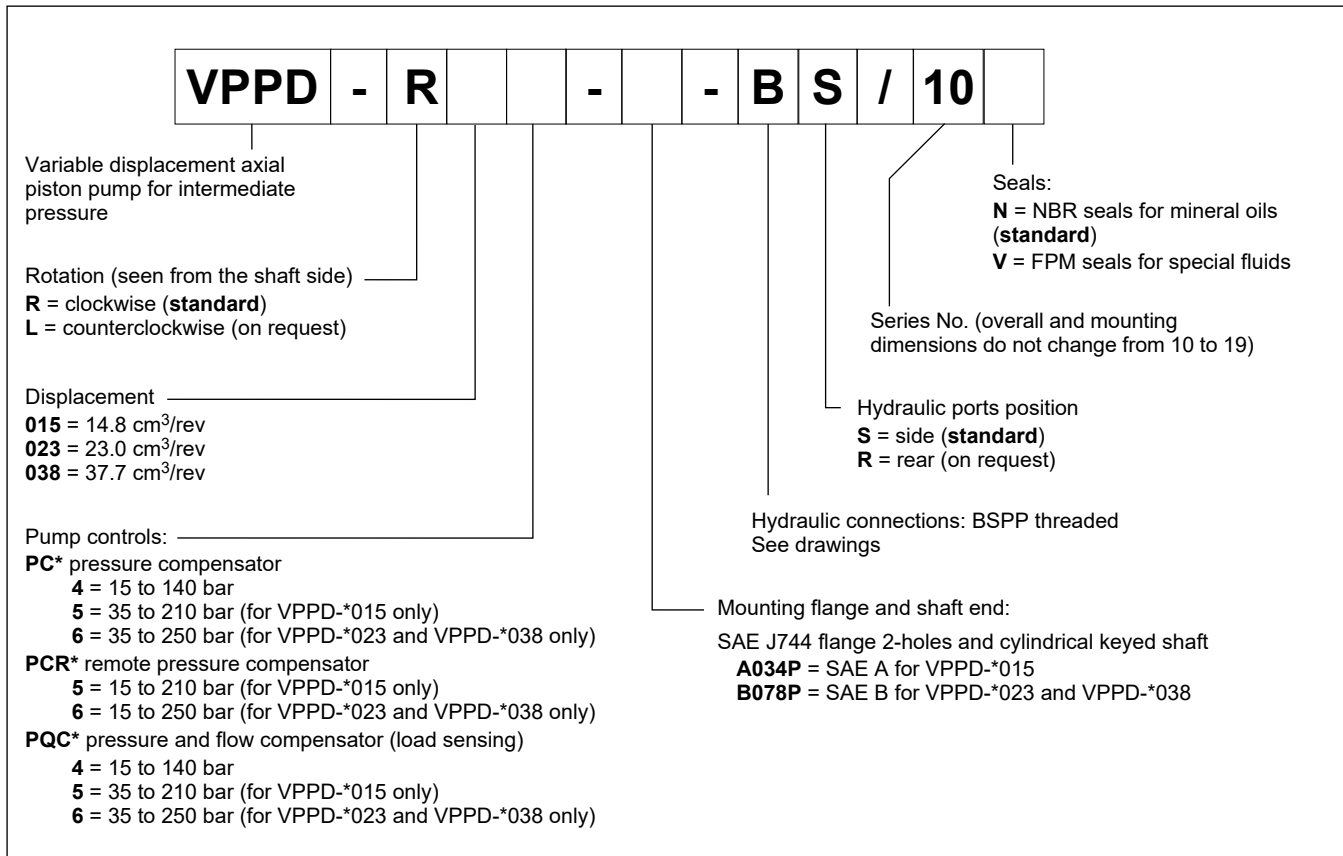 VPPD - R - - B S / 10
Variable displacement axial
piston pump for intermediate
pressure
Rotation (seen from the shaft side)
R = clockwise (standard)
L = counterclockwise (on request)
Displacement
015 = 14.8 cm³/rev
023 = 23.0 cm³/rev
038 = 37.7 cm³/rev
Pump controls:
PC* pressure compensator
4 = 15 to 140 bar
5 = 35 to 210 bar (for VPPD-*015 only)
6 = 35 to 250 bar (for VPPD-*023 and VPPD-*038 only)
PCR* remote pressure compensator
5 = 15 to 210 bar (for VPPD-*015 only)
6 = 15 to 250 bar (for VPPD-*023 and VPPD-*038 only)
PQC* pressure and flow compensator (load sensing)
4 = 15 to 140 bar
5 = 35 to 210 bar (for VPPD-*015 only)
6 = 35 to 250 bar (for VPPD-*023 and VPPD-*038 only)
Seals:
N = NBR seals for mineral oils
(standard)
V = FPM seals for special fluids
Series No. (overall and mounting
dimensions do not change from 10 to 19)
Hydraulic ports position
S = side (standard)
R = rear (on request)
Hydraulic connections: BSPP threaded
See drawings
Mounting flange and shaft end:
SAE J744 flange 2-holes and cylindrical keyed shaft
A034P = SAE A for VPPD-*015
B078P = SAE B for VPPD-*023 and VPPD-*038